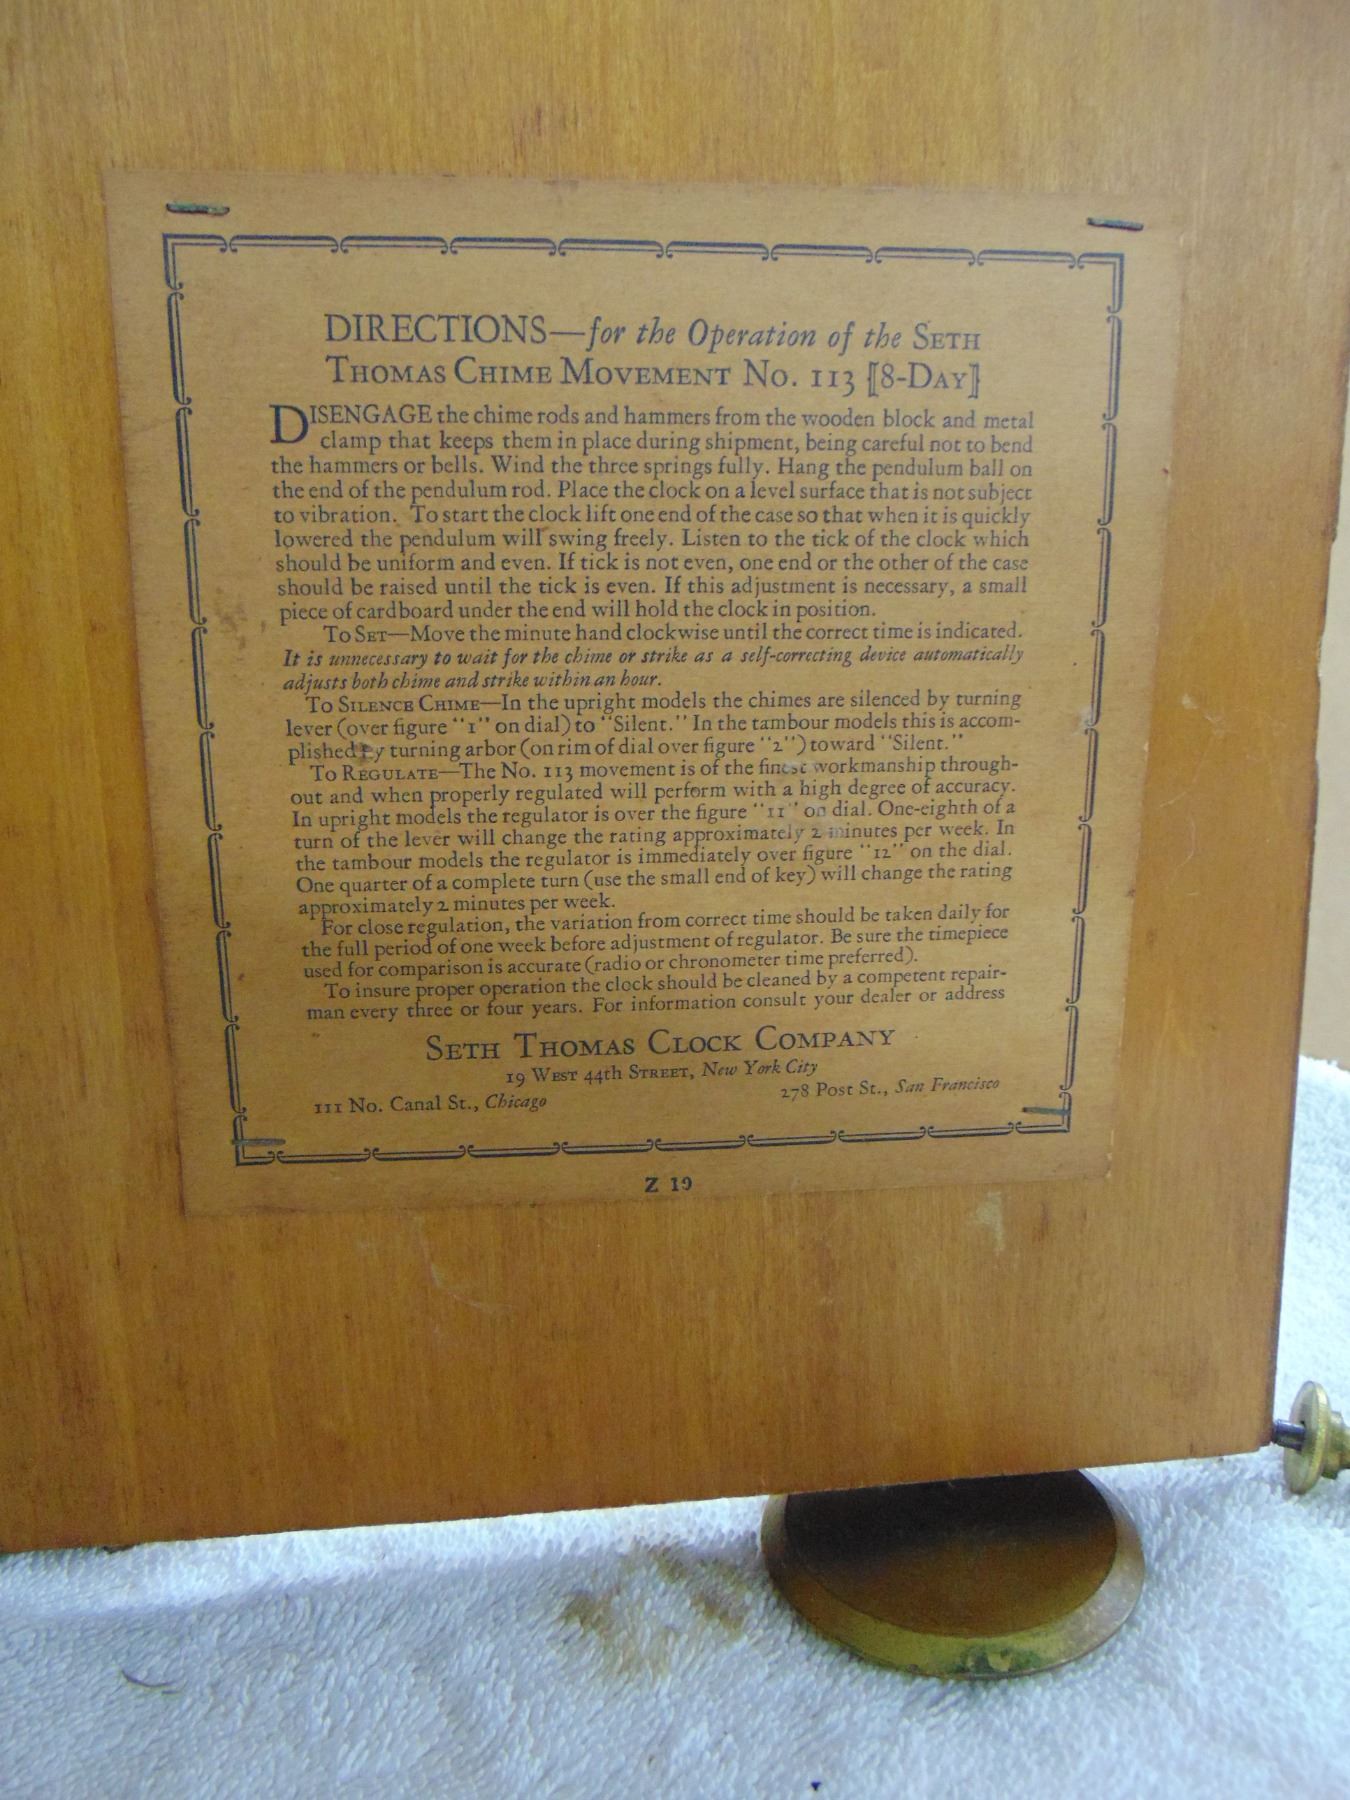 DIRECTIONS—for the Operation of the SETH
THOMAS CHIME MOVEMENT No. 113 [8-DAY]
DISENGAGE the chime rods and hammers from the wooden block and metal
clamp that keeps them in place during shipment, being careful not to bend
the hammers or bells. Wind the three springs fully. Hang the pendulum ball on
the end of the pendulum rod. Place the clock on a level surface that is not subject
to vibration. To start the clock lift one end of the case so that when it is quickly
lowered the pendulum will swing freely. Listen to the tick of the clock which
should be uniform and even. If tick is not even, one end or the other of the case
should be raised until the tick is even. If this adjustment is necessary, a small
piece of cardboard under the end will hold the clock in position.
To SET—Move the minute hand clockwise until the correct time is indicated.
It is unnecessary to wait for the chime or strike as a self-correcting device automatically
adjusts both chime and strike within an hour.
To SILENCE CHIME—In the upright models the chimes are silenced by turning
lever (over figure "1" on dial) to "Silent." In the tambour models this is accom-
plished by turning arbor (on rim of dial over figure "2") toward "Silent."
To REGULATE—The No. 113 movement is of the finest workmanship through-
out and when properly regulated will perform with a high degree of accuracy.
In upright models the regulator is over the figure "11" on dial. One-eighth of a
turn of the lever will change the rating approximately 2 minutes per week. In
the tambour models the regulator is immediately over figure "12" on the dial.
One quarter of a complete turn (use the small end of key) will change the rating
approximately 2 minutes per week.
For close regulation, the variation from correct time should be taken daily for
the full period of one week before adjustment of regulator. Be sure the timepiece
used for comparison is accurate (radio or chronometer time preferred).
To insure proper operation the clock should be cleaned by a competent repair-
man every three or four years. For information consult your dealer or address
SETH THOMAS CLOCK COMPANY
19 WEST 44th STREET, New York City
111 No. Canal St., Chicago
278 Post St., San Francisco
Z 19